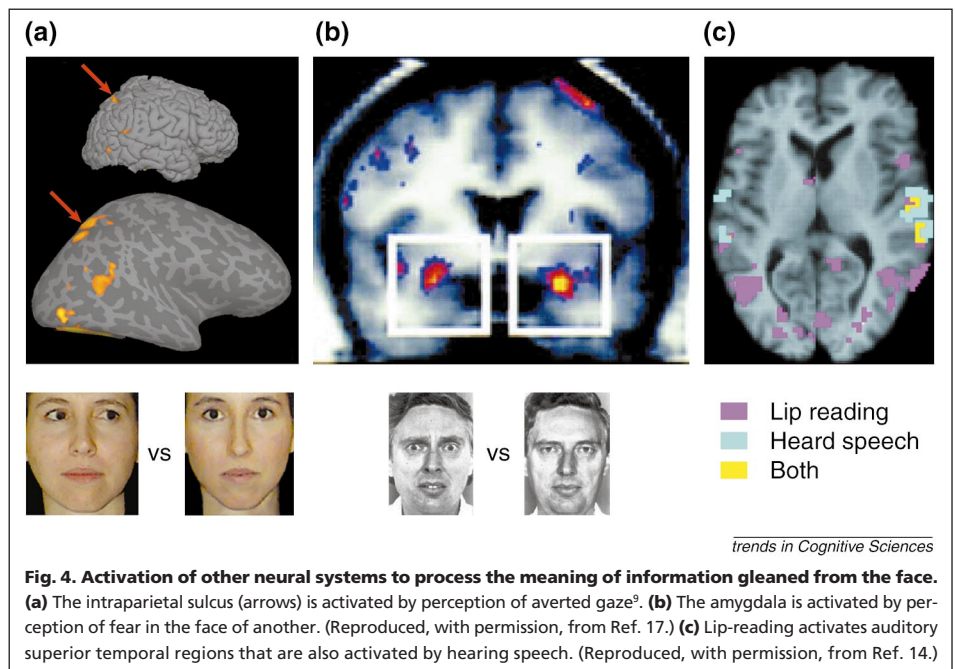 (a)
(b)
(c)
vs
vs
Lip reading
Heard speech
Both
trends in Cognitive Sciences
Fig. 4. Activation of other neural systems to process the meaning of information gleaned from the face.
(a) The intraparietal sulcus (arrows) is activated by perception of averted gaze⁹. (b) The amygdala is activated by per-
ception of fear in the face of another. (Reproduced, with permission, from Ref. 17.) (c) Lip-reading activates auditory
superior temporal regions that are also activated by hearing speech. (Reproduced, with permission, from Ref. 14.)